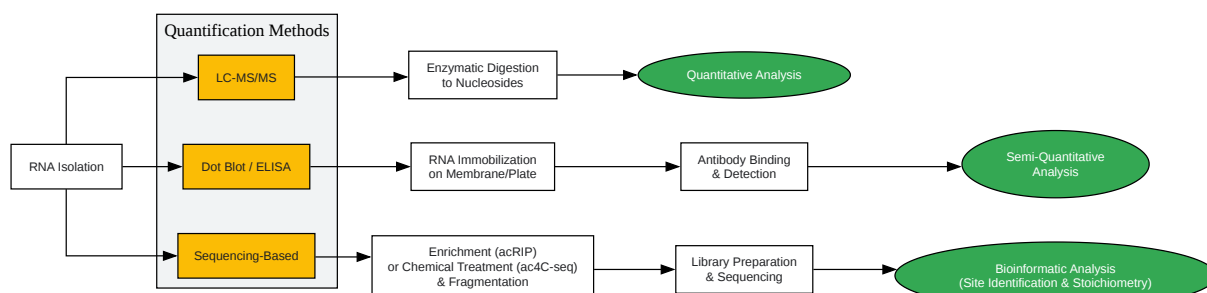 Quantification Methods
LC-MS/MS
Enzymatic Digestion
to Nucleosides
Quantitative Analysis
RNA Isolation
Dot Blot / ELISA
RNA Immobilization
on Membrane/Plate
Antibody Binding
& Detection
Semi-Quantitative
Analysis
Sequencing-Based
Enrichment (acRIP)
or Chemical Treatment (ac4C-seq)
& Fragmentation
Library Preparation
& Sequencing
Bioinformatic Analysis
(Site Identification & Stoichiometry)